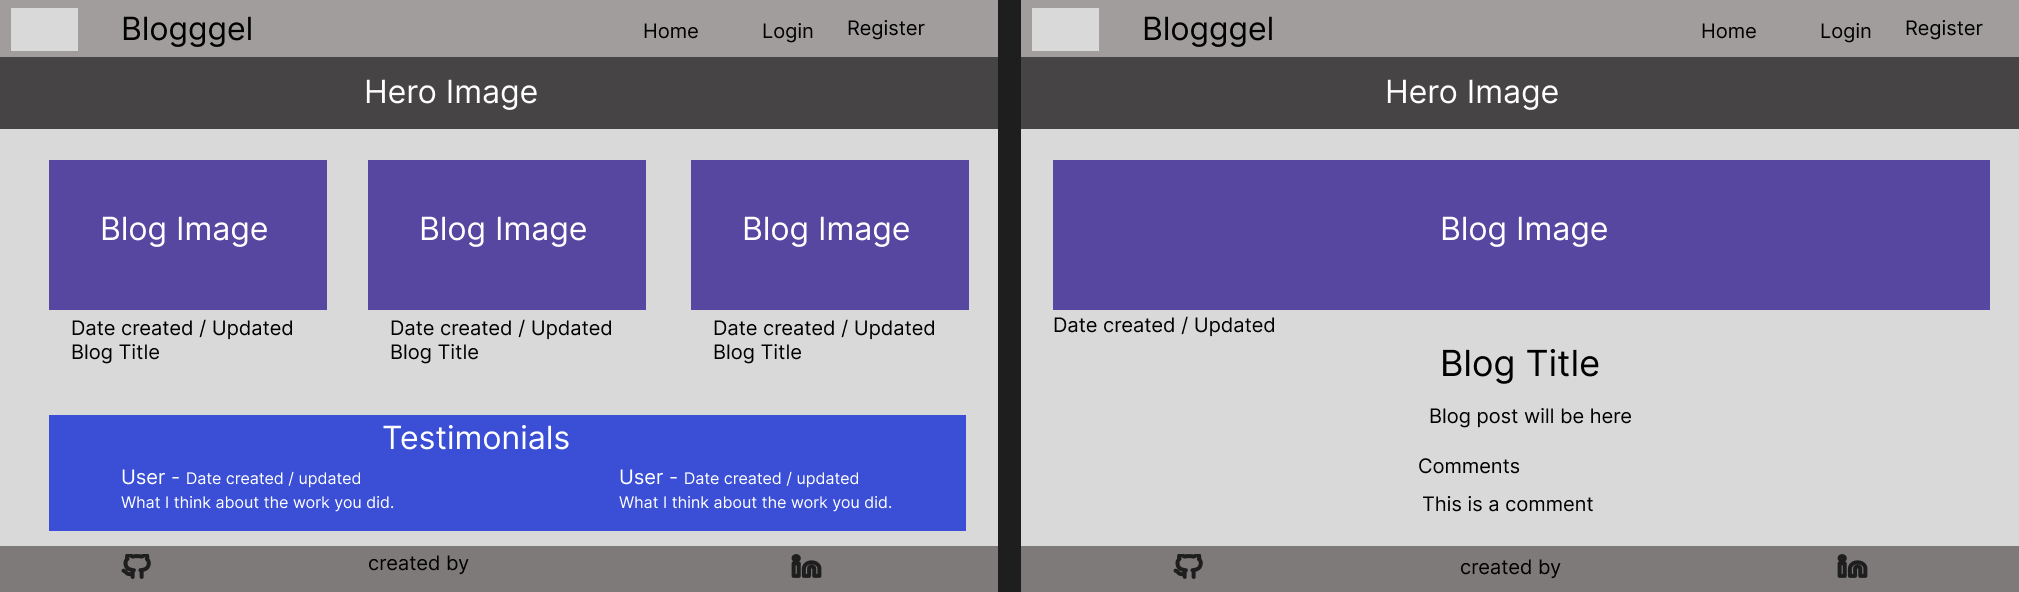 Blogggel
Home Login Register
Hero Image
Blog Image Blog Image Blog Image
Date created / Updated Date created / Updated Date created / Updated
Blog Title Blog Title Blog Title
Testimonials
User - Date created / updated User - Date created / updated
What I think about the work you did. What I think about the work you did.
created by
in
Blogggel
Home Login Register
Hero Image
Blog Image
Date created / Updated
Blog Title
Blog post will be here
Comments
This is a comment
created by
in